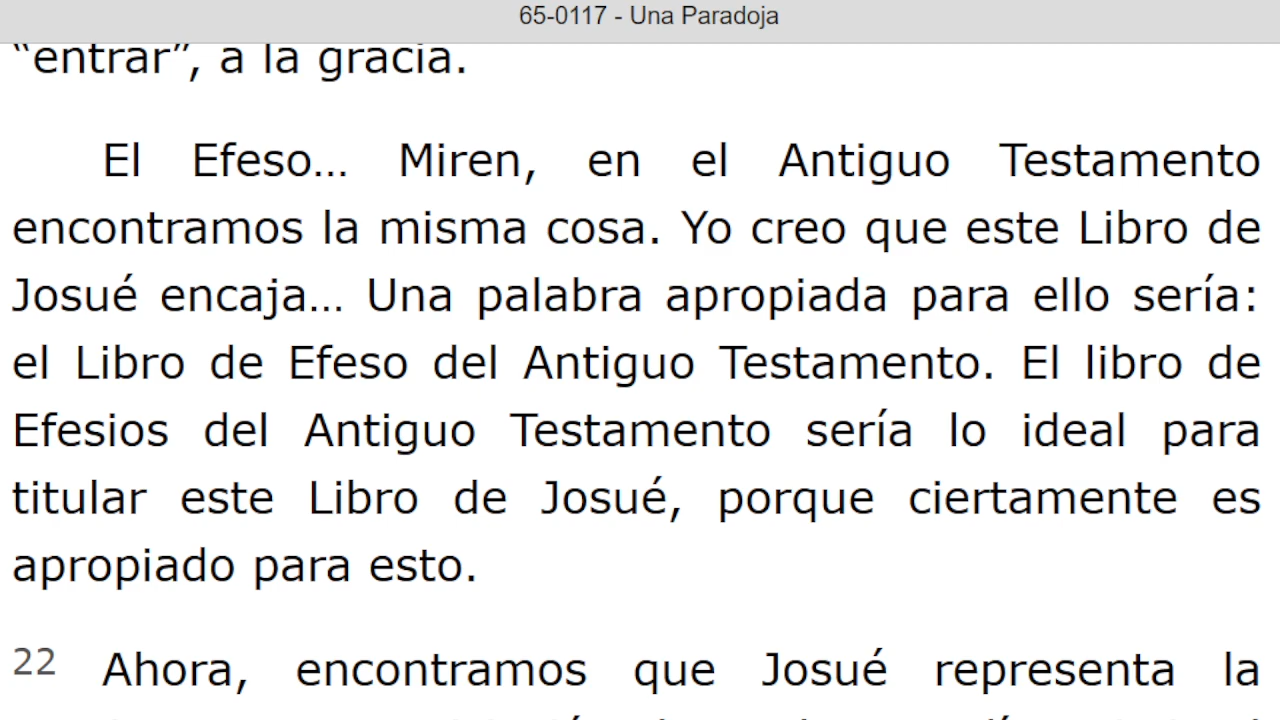 65-0117 - Una Paradoja
“entrar”, a la gracia.
El Efeso... Miren, en el Antiguo Testamento
encontramos la misma cosa. Yo creo que este Libro de
Josué encaja... Una palabra apropiada para ello sería:
el Libro de Efeso del Antiguo Testamento. El libro de
Efesios del Antiguo Testamento sería lo ideal para
titular este Libro de Josué, porque ciertamente es
apropiado para esto.
22 Ahora, encontramos que Josué representa la